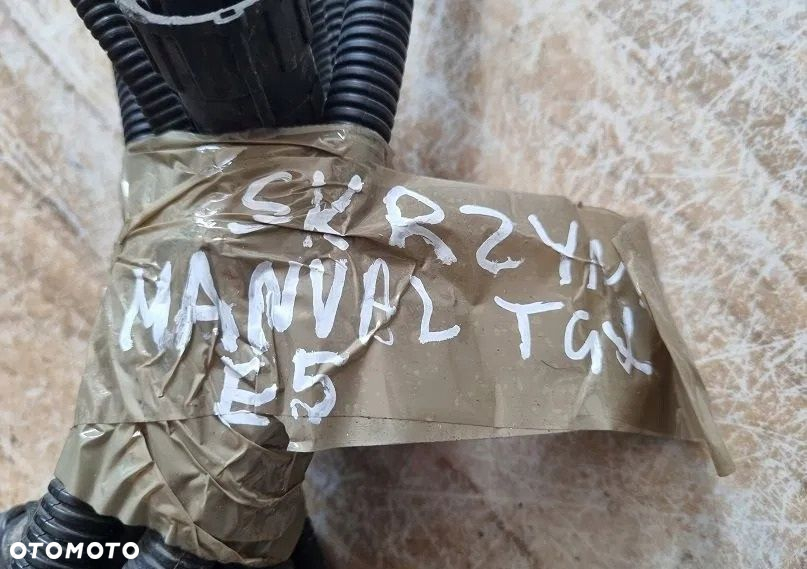 SKRZYN
MANUAL TGX
E5
OTOMOTO